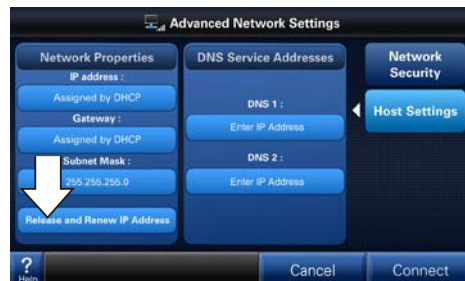 Advanced Network Settings
Network Properties
IP address :
Assigned by DHCP
Gateway :
Assigned by DHCP
Subnet Mask :
255.255.255.0
Release and Renew IP Address
DNS Service Addresses
DNS 1 :
Enter IP Address
DNS 2 :
Enter IP Address
Network
Security
Host Settings
?
Help
Cancel
Connect